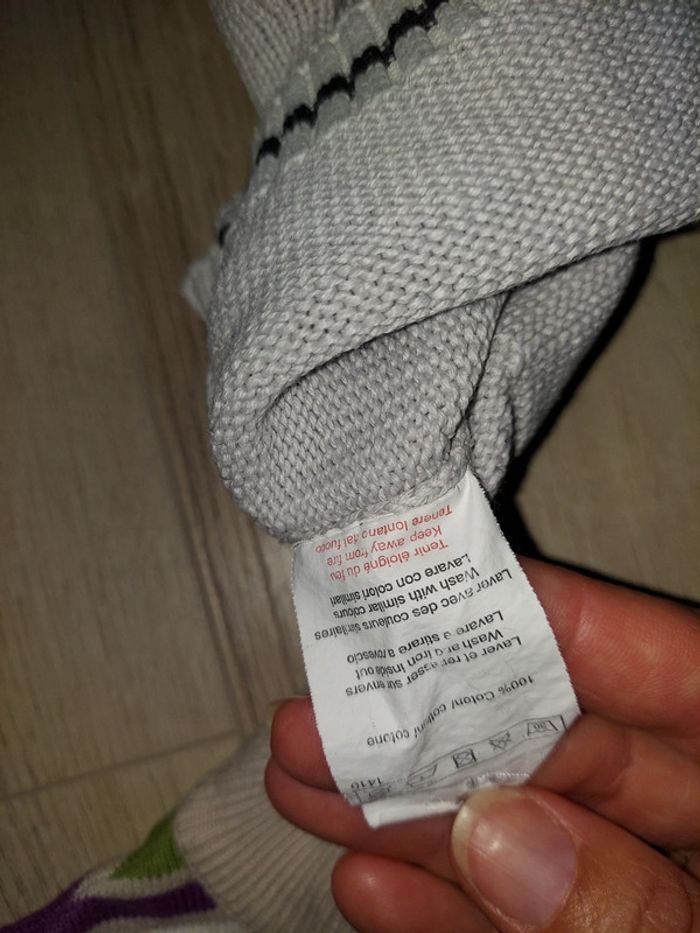 30
100% Coton/ cotton/ cotone
Laver et repasser sur envers
Wash and iron inside out
Lavare e stirare a rovescio
Laver avec des couleurs similaires
Wash with similar colours
Lavare con colori similari
Tenir éloigné du feu
Keep away from fire
Tenere lontano dal fuoco